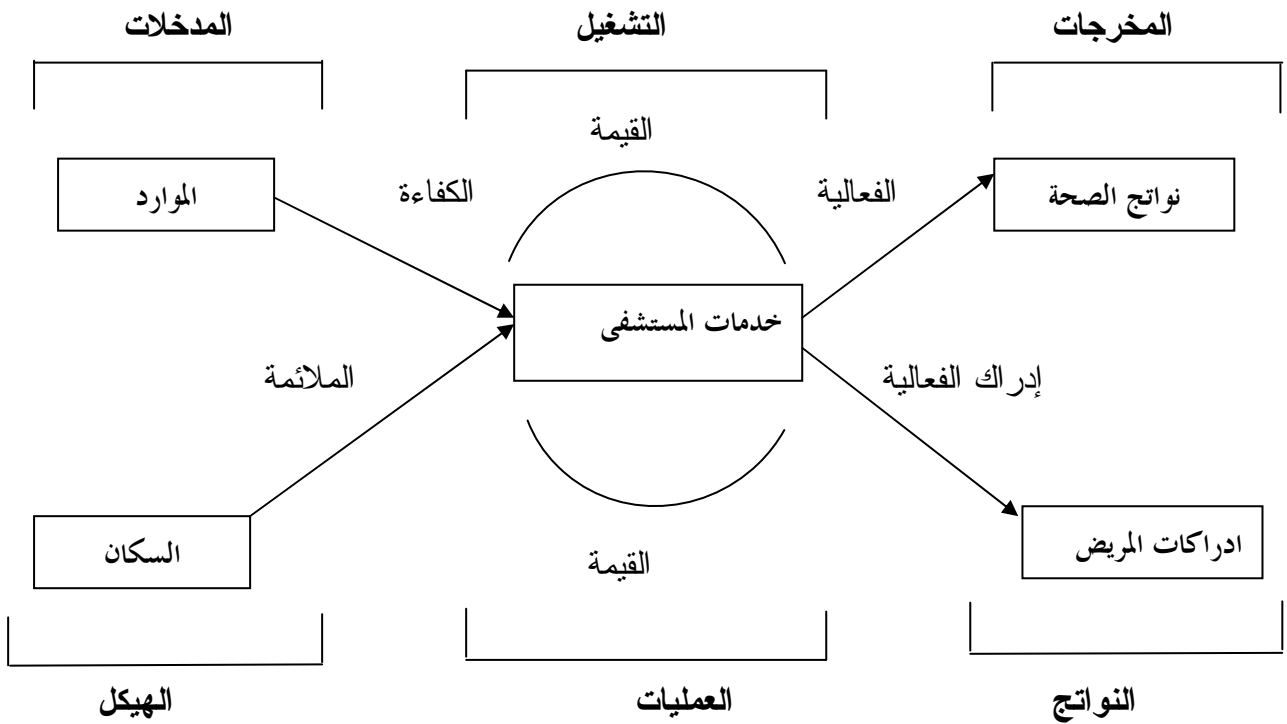 المخرجات التشغيل المدخلات
القيمة
الموارد الكفاءة الفعالية نواتج الصحة
خدمات المستشفى
الملائمة إدراك الفعالية
السكان القيمة ادراكات المريض
الهيكل العمليات النواتج